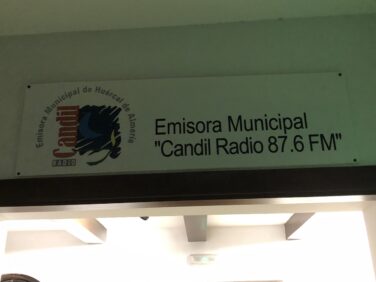 Emisora Municipal de Huércal de Almería
Candil
RADIO
Emisora Municipal
"Candil Radio 87.6 FM"